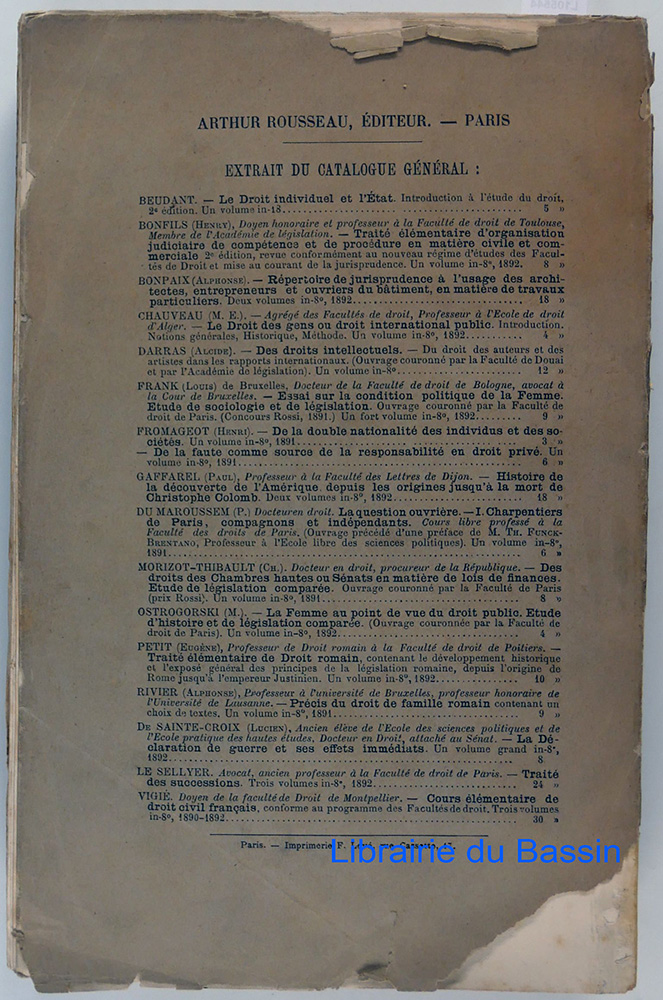 ARTHUR ROUSSEAU, ÉDITEUR. — PARIS
EXTRAIT DU CATALOGUE GÉNÉRAL :
BEUDANT. — Le Droit individuel et l'État. Introduction à l'étude du droit,
2e édition. Un volume in-18. 5 »
BONFILS (HENRY), Doyen honoraire et professeur à la Faculté de droit de Toulouse,
Membre de l'Académie de législation. — Traité élémentaire d'organisation
judiciaire de compétence et de procédure en matière civile et com-
merciale 2e édition, revue conformément au nouveau régime d'études des Facul-
tés de Droit et mise au courant de la jurisprudence. Un volume in-8°, 1892. 8 »
BONPAIX (ALPHONSE). — Répertoire de jurisprudence à l'usage des archi-
tectes, entrepreneurs et ouvriers du bâtiment, en matière de travaux
particuliers. Deux volumes in-8°, 1892. 18 »
CHAUVEAU (M. E.). — Agrégé des Facultés de droit, Professeur à l'Ecole de droit
d'Alger. — Le Droit des gens ou droit international public. Introduction.
Notions générales, Historique, Méthode. Un volume in-8°, 1892. 4 »
DARRAS (ALCIDE). — Des droits intellectuels. — Du droit des auteurs et des
artistes dans les rapports internationaux. (Ouvrage couronné par la Faculté de Douai
et par l'Académie de législation). Un volume in-8°. 12 »
FRANK (LOUIS) de Bruxelles, Docteur de la Faculté de droit de Bologne, avocat à
la Cour de Bruxelles. — Essai sur la condition politique de la Femme.
Etude de sociologie et de législation. Ouvrage couronné par la Faculté de
droit de Paris. (Concours Rossi, 1891.) Un fort volume in-8°, 1892. 9 »
FROMAGEOT (HENRI). — De la double nationalité des individus et des so-
ciétés. Un volume in-8°, 1891. 3 »
— De la faute comme source de la responsabilité en droit privé. Un
volume in-8°, 1891. 6 »
GAFFAREL (PAUL), Professeur à la Faculté des Lettres de Dijon. — Histoire de
la découverte de l'Amérique depuis les origines jusqu'à la mort de
Christophe Colomb. Deux volumes in-8°, 1892. 18 »
DU MAROUSSEM (P.) Docteur en droit. La question ouvrière. — I. Charpentiers
de Paris, compagnons et indépendants. Cours libre professé à la
Faculté des droits de Paris. (Ouvrage précédé d'une préface de M. TH. FUNCK-
BRENTANO, Professeur à l'Ecole libre des sciences politiques). Un volume in-8°,
1891. 6 »
MORIZOT-THIBAULT (CH.). Docteur en droit, procureur de la République. — Des
droits des Chambres hautes ou Sénats en matière de lois de finances.
Etude de législation comparée. Ouvrage couronné par la Faculté de Paris
(prix Rossi). Un volume in-8°, 1891. 8 »
OSTROGORSKI (M.). — La Femme au point de vue du droit public. Etude
d'histoire et de législation comparée. (Ouvrage couronnée par la Faculté de
droit de Paris). Un volume in-8°, 1892. 4 »
PETIT (EUGÈNE), Professeur de Droit romain à la Faculté de droit de Poitiers. —
Traité élémentaire de Droit romain, contenant le développement historique
et l'exposé général des principes de la législation romaine, depuis l'origine de
Rome jusqu'à l'empereur Justinien. Un volume in-8°, 1892. 10 »
RIVIER (ALPHONSE), Professeur à l'université de Bruxelles, professeur honoraire de
l'Université de Lausanne. — Précis du droit de famille romain contenant un
choix de textes. Un volume in-8°, 1891. 9 »
DE SAINTE-CROIX (LUCIEN), Ancien élève de l'Ecole des sciences politiques et de
l'Ecole pratique des hautes études, Docteur en Droit, attaché au Sénat. — La Dé-
claration de guerre et ses effets immédiats. Un volume grand in-8°,
1892. 8
LE SELLYER. Avocat, ancien professeur à la Faculté de droit de Paris. — Traité
des successions. Trois volumes in-8°, 1892. 24 »
VIGIÉ. Doyen de la faculté de Droit de Montpellier. — Cours élémentaire de
droit civil français, conforme au programme des Facultés de droit, Trois volumes
in-8°, 1890-1892. 30 »
Paris. — Imprimerie F.
Librairie du Bassin